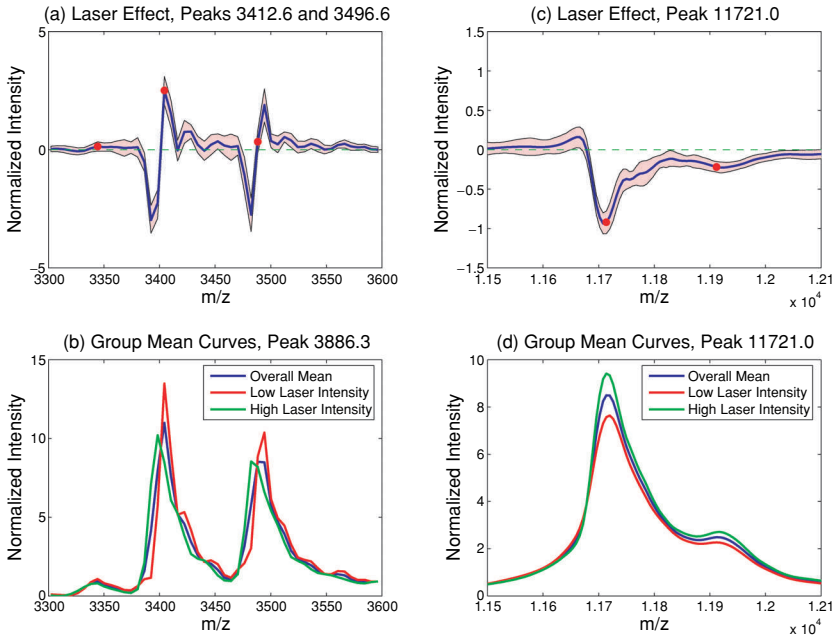 (a) Laser Effect, Peaks 3412.6 and 3496.6
Normalized Intensity
5
0
−5
3300 3350 3400 3450 3500 3550 3600
m/z
(c) Laser Effect, Peak 11721.0
Normalized Intensity
1.5
1
0.5
0
−0.5
−1
−1.5
1.15 1.16 1.17 1.18 1.19 1.2 1.21
x 10^4
m/z
(b) Group Mean Curves, Peak 3886.3
Normalized Intensity
15
10
5
0
Overall Mean
Low Laser Intensity
High Laser Intensity
3300 3350 3400 3450 3500 3550 3600
m/z
(d) Group Mean Curves, Peak 11721.0
Normalized Intensity
10
8
6
4
2
0
Overall Mean
Low Laser Intensity
High Laser Intensity
1.15 1.16 1.17 1.18 1.19 1.2 1.21
x 10^4
m/z